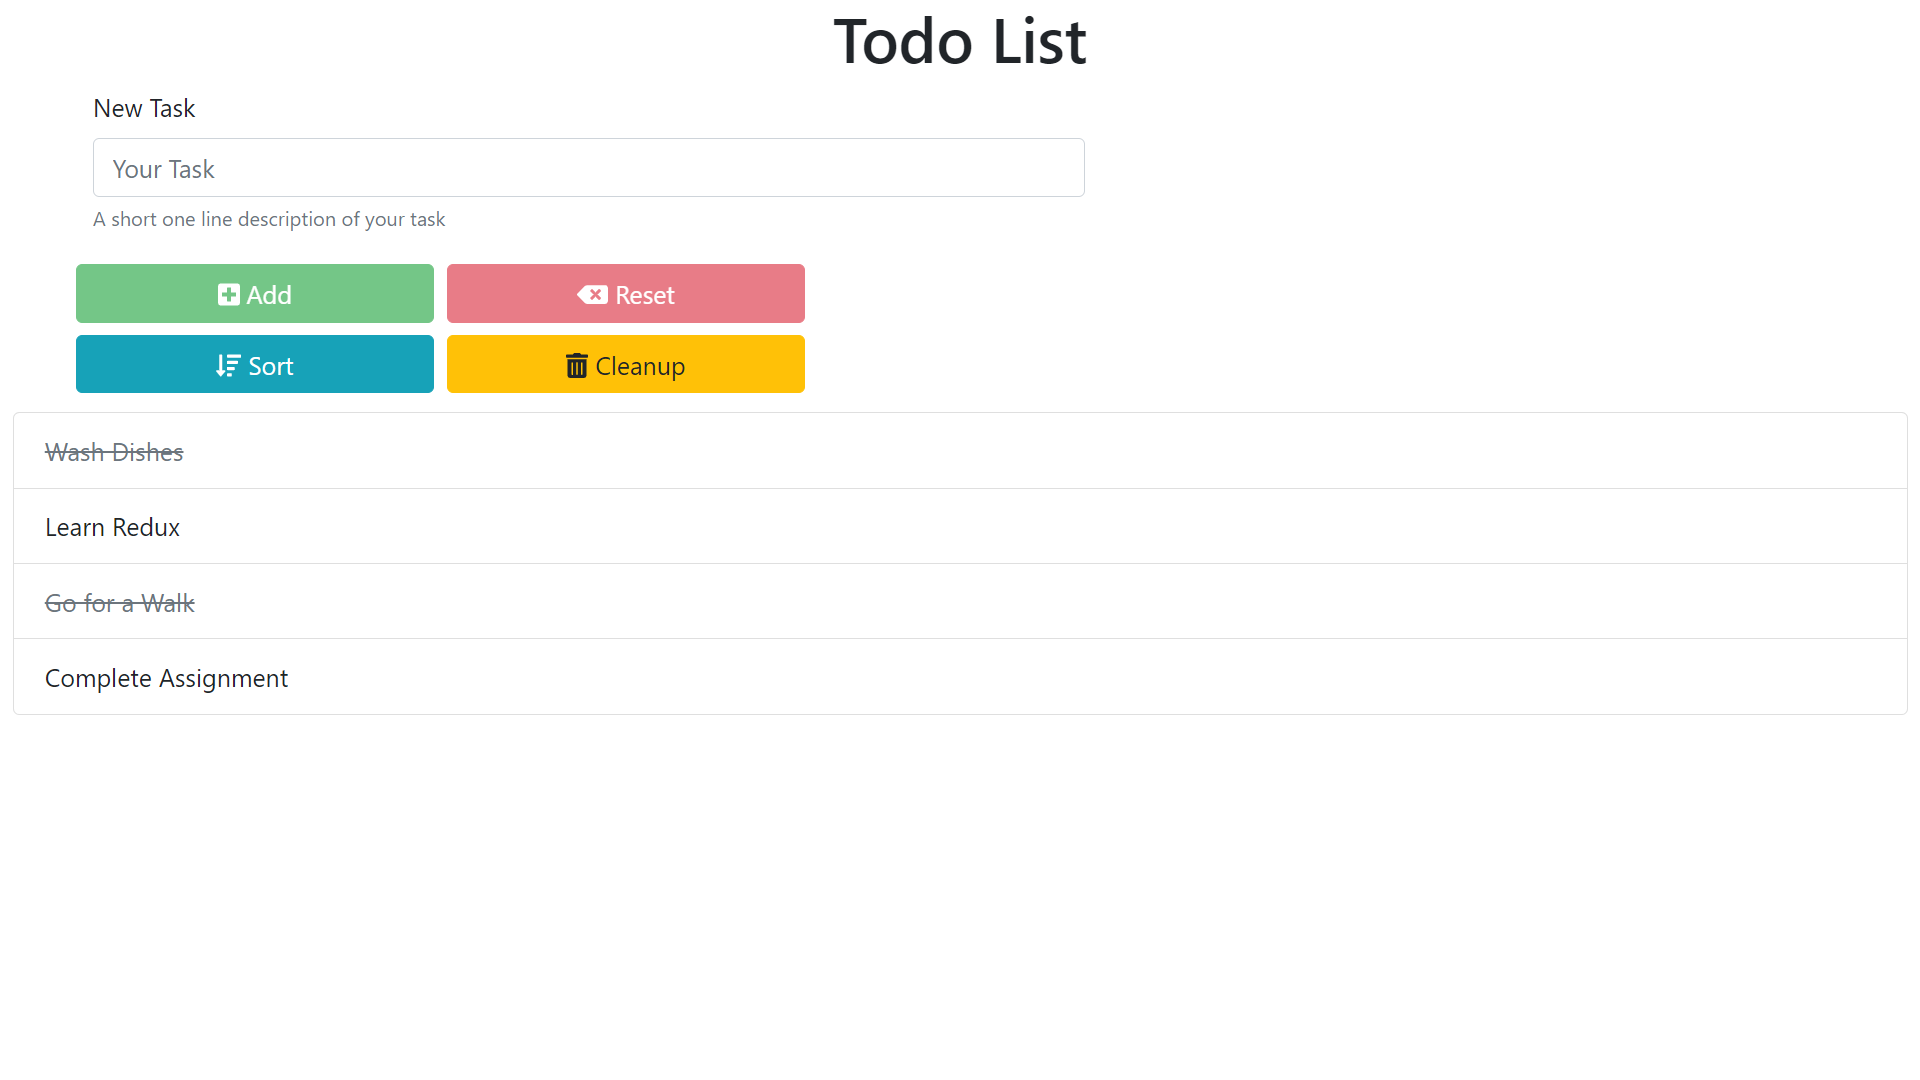 Todo List
New Task
Your Task
A short one line description of your task
Add
Reset
Sort
Cleanup
Wash Dishes
Learn Redux
Go for a Walk
Complete Assignment